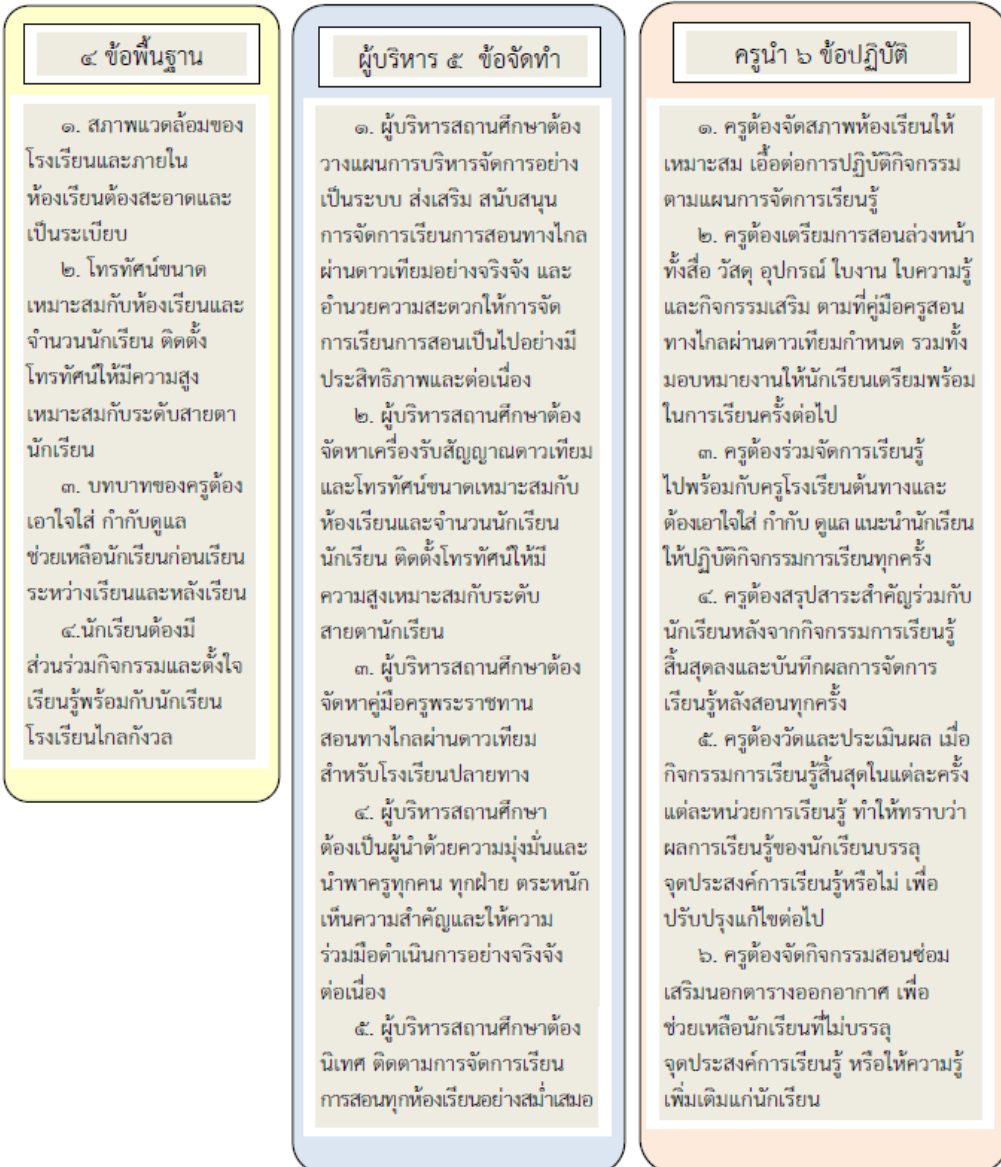 ๔ ข้อพื้นฐาน
๑. สภาพแวดล้อมของ
โรงเรียนและภายใน
ห้องเรียนต้องสะอาดและ
เป็นระเบียบ
๒. โทรทัศน์ขนาด
เหมาะสมกับห้องเรียนและ
จำนวนนักเรียน ติดตั้ง
โทรทัศน์ให้มีความสูง
เหมาะสมกับระดับสายตา
นักเรียน
๓. บทบาทของครูต้อง
เอาใจใส่ กำกับดูแล
ช่วยเหลือนักเรียนก่อนเรียน
ระหว่างเรียนและหลังเรียน
๔.นักเรียนต้องมี
ส่วนร่วมกิจกรรมและตั้งใจ
เรียนรู้พร้อมกับนักเรียน
โรงเรียนไกลกังวล
ผู้บริหาร ๕ ข้อจัดทำ
๑. ผู้บริหารสถานศึกษาต้อง
วางแผนการบริหารจัดการอย่าง
เป็นระบบ ส่งเสริม สนับสนุน
การจัดการเรียนการสอนทางไกล
ผ่านดาวเทียมอย่างจริงจัง และ
อำนวยความสะดวกให้การจัด
การเรียนการสอนเป็นไปอย่างมี
ประสิทธิภาพและต่อเนื่อง
๒. ผู้บริหารสถานศึกษาต้อง
จัดหาเครื่องรับสัญญาณดาวเทียม
และโทรทัศน์ขนาดเหมาะสมกับ
ห้องเรียนและจำนวนนักเรียน
นักเรียน ติดตั้งโทรทัศน์ให้มี
ความสูงเหมาะสมกับระดับ
สายตานักเรียน
๓. ผู้บริหารสถานศึกษาต้อง
จัดหาคู่มือครูพระราชทาน
สอนทางไกลผ่านดาวเทียม
สำหรับโรงเรียนปลายทาง
๔. ผู้บริหารสถานศึกษา
ต้องเป็นผู้นำด้วยความมุ่งมั่นและ
นำพาครูทุกคน ทุกฝ่าย ตระหนัก
เห็นความสำคัญและให้ความ
ร่วมมือดำเนินการอย่างจริงจัง
ต่อเนื่อง
๕. ผู้บริหารสถานศึกษาต้อง
นิเทศ ติดตามการจัดการเรียน
การสอนทุกห้องเรียนอย่างสม่ำเสมอ
ครูนำ ๖ ข้อปฏิบัติ
๑. ครูต้องจัดสภาพห้องเรียนให้
เหมาะสม เอื้อต่อการปฏิบัติกิจกรรม
ตามแผนการจัดการเรียนรู้
๒. ครูต้องเตรียมการสอนล่วงหน้า
ทั้งสื่อ วัสดุ อุปกรณ์ ใบงาน ใบความรู้
และกิจกรรมเสริม ตามที่คู่มือครูสอน
ทางไกลผ่านดาวเทียมกำหนด รวมทั้ง
มอบหมายงานให้นักเรียนเตรียมพร้อม
ในการเรียนครั้งต่อไป
๓. ครูต้องร่วมจัดการเรียนรู้
ไปพร้อมกับครูโรงเรียนต้นทางและ
ต้องเอาใจใส่ กำกับ ดูแล แนะนำนักเรียน
ให้ปฏิบัติกิจกรรมการเรียนทุกครั้ง
๔. ครูต้องสรุปสาระสำคัญร่วมกับ
นักเรียนหลังจากกิจกรรมการเรียนรู้
สิ้นสุดลงและบันทึกผลการจัดการ
เรียนรู้หลังสอนทุกครั้ง
๕. ครูต้องวัดและประเมินผล เมื่อ
กิจกรรมการเรียนรู้สิ้นสุดในแต่ละครั้ง
แต่ละหน่วยการเรียนรู้ ทำให้ทราบว่า
ผลการเรียนรู้ของนักเรียนบรรลุ
จุดประสงค์การเรียนรู้หรือไม่ เพื่อ
ปรับปรุงแก้ไขต่อไป
๖. ครูต้องจัดกิจกรรมสอนซ่อม
เสริมนอกตารางออกอากาศ เพื่อ
ช่วยเหลือนักเรียนที่ไม่บรรลุ
จุดประสงค์การเรียนรู้ หรือให้ความรู้
เพิ่มเติมแก่นักเรียน